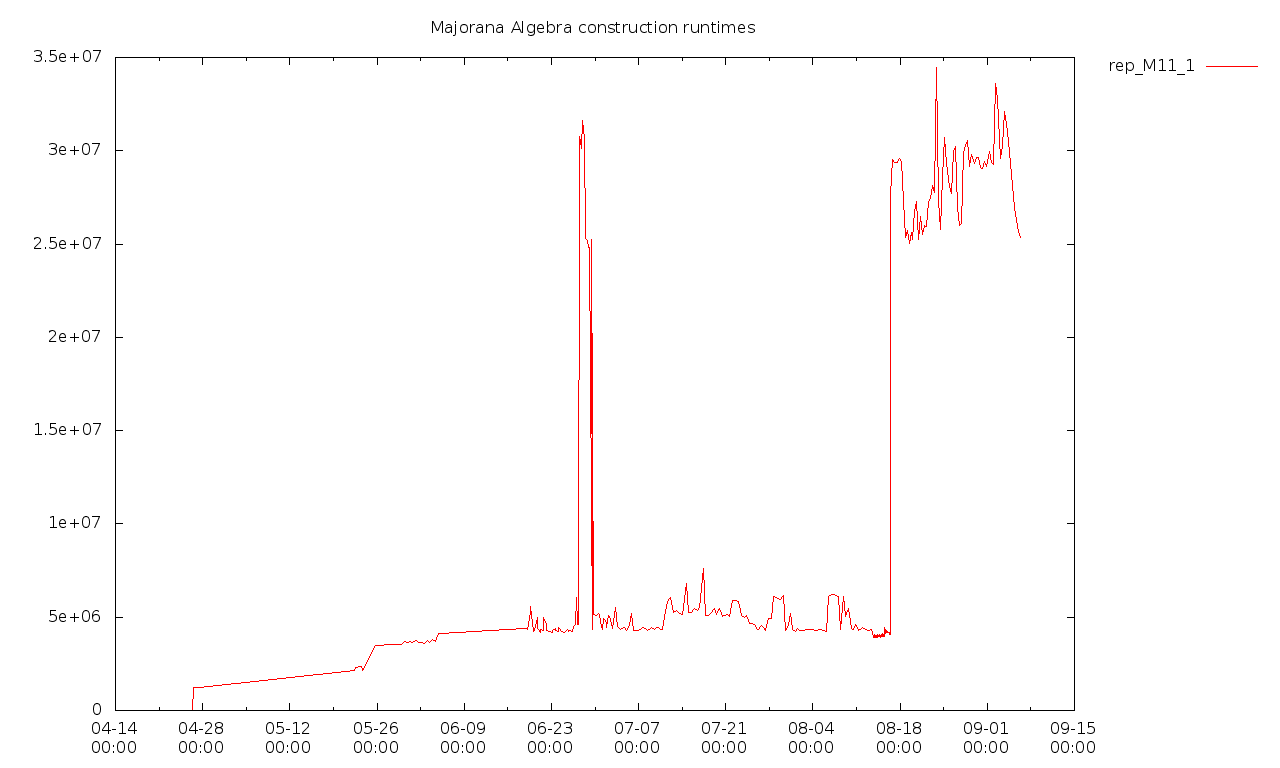 Majorana Algebra construction runtimes
rep_M11_1
3.5e+07
3e+07
2.5e+07
2e+07
1.5e+07
1e+07
5e+06
0
04-14 04-28 05-12 05-26 06-09 06-23 07-07 07-21 08-04 08-18 09-01 09-15
00:00 00:00 00:00 00:00 00:00 00:00 00:00 00:00 00:00 00:00 00:00 00:00